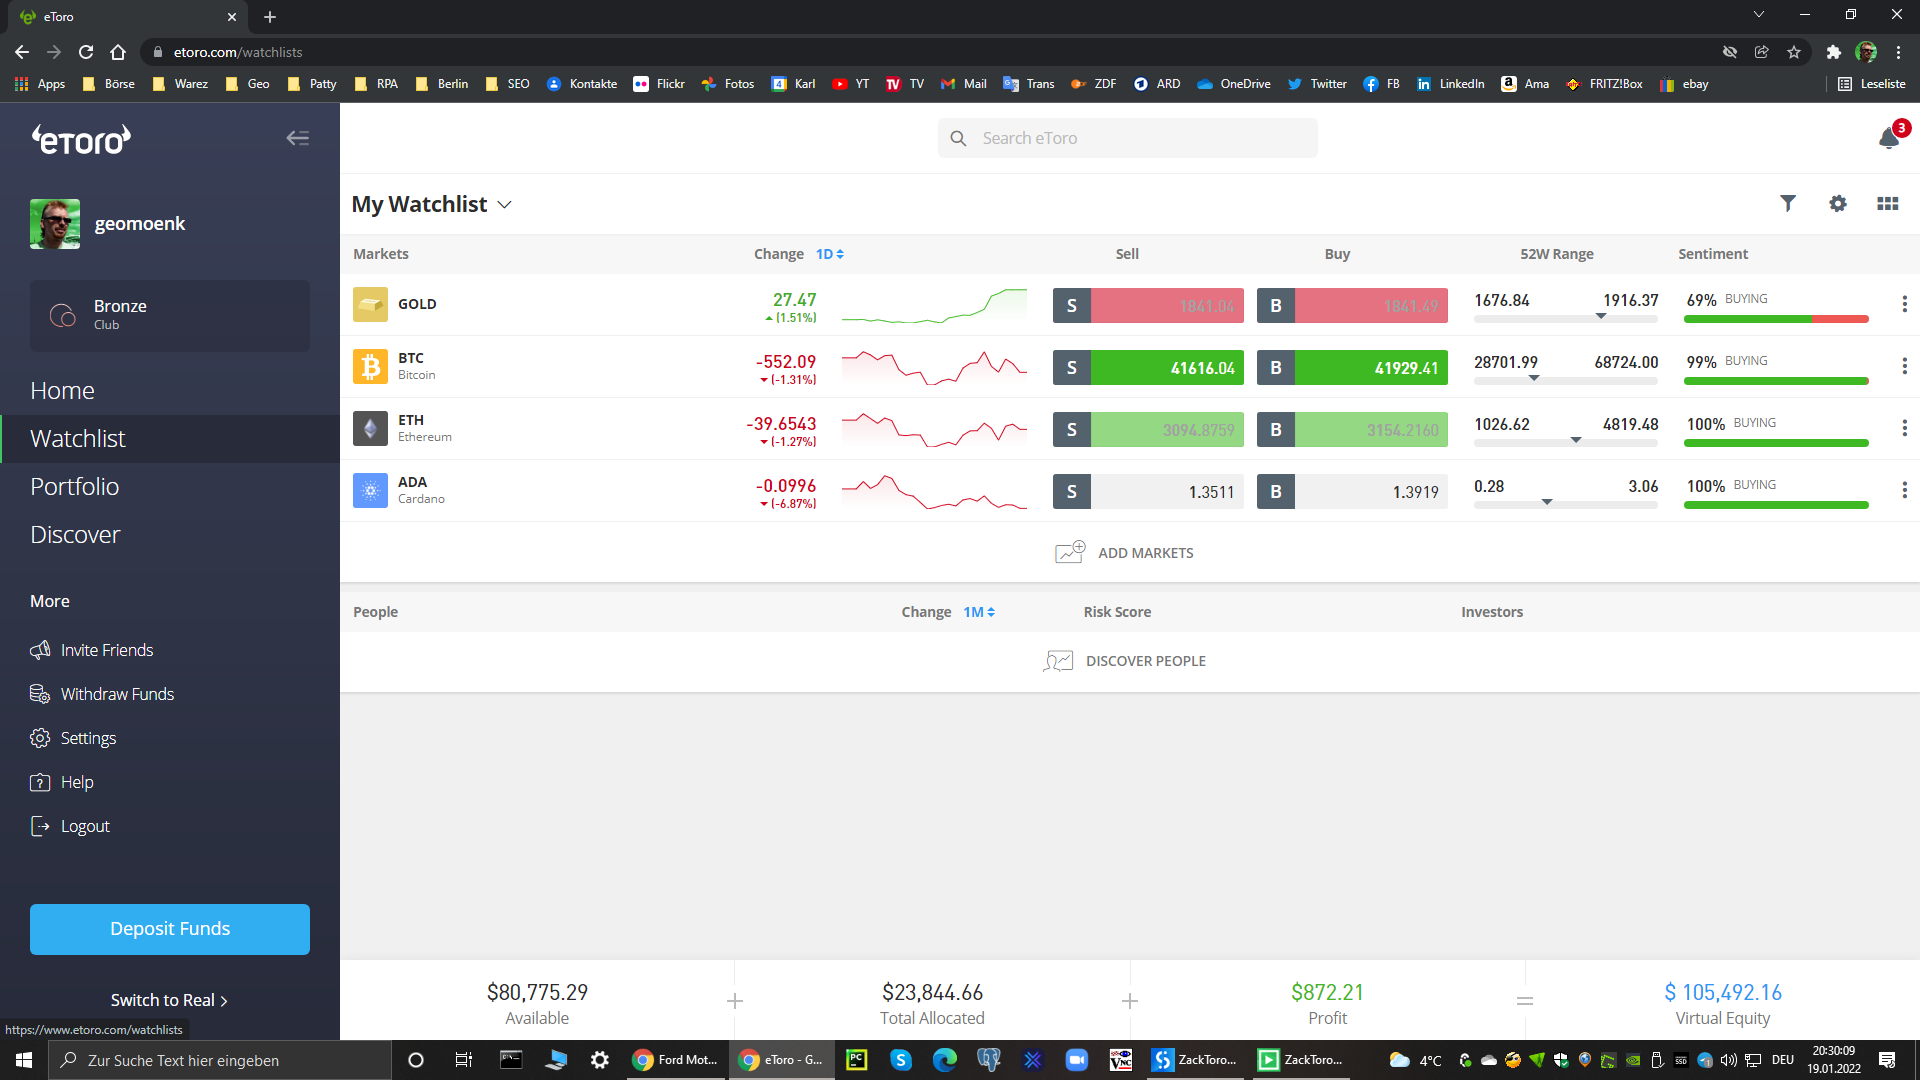 eToro
etoro.com/watchlists
Apps Börse Warez Geo Patty RPA Berlin SEO Kontakte Flickr Fotos 4 Karl YT TV TV Mail Trans ZDF ARD OneDrive Twitter FB LinkedIn Ama FRITZ!Box ebay Leseliste
eTORO
Search eToro
3
geomoenk
Bronze
Club
Home
Watchlist
Portfolio
Discover
More
Invite Friends
Withdraw Funds
Settings
Help
Logout
Deposit Funds
Switch to Real
My Watchlist
Markets Change 1D Sell Buy 52W Range Sentiment
GOLD 27.47 (1.51%) S 1841.04 B 1841.49 1676.84 1916.37 69% BUYING
BTC Bitcoin -552.09 (-1.31%) S 41616.04 B 41929.41 28701.99 68724.00 99% BUYING
ETH Ethereum -39.6543 (-1.27%) S 3094.8759 B 3154.2160 1026.62 4819.48 100% BUYING
ADA Cardano -0.0996 (-6.87%) S 1.3511 B 1.3919 0.28 3.06 100% BUYING
ADD MARKETS
People Change 1M Risk Score Investors
DISCOVER PEOPLE
$80,775.29 + $23,844.66 + $872.21 = $ 105,492.16
Available Total Allocated Profit Virtual Equity
https://www.etoro.com/watchlists
Zur Suche Text hier eingeben
Ford Mot...
eToro - G...
PC
ZackToro...
ZackToro...
4°C
DEU
20:30:09
19.01.2022